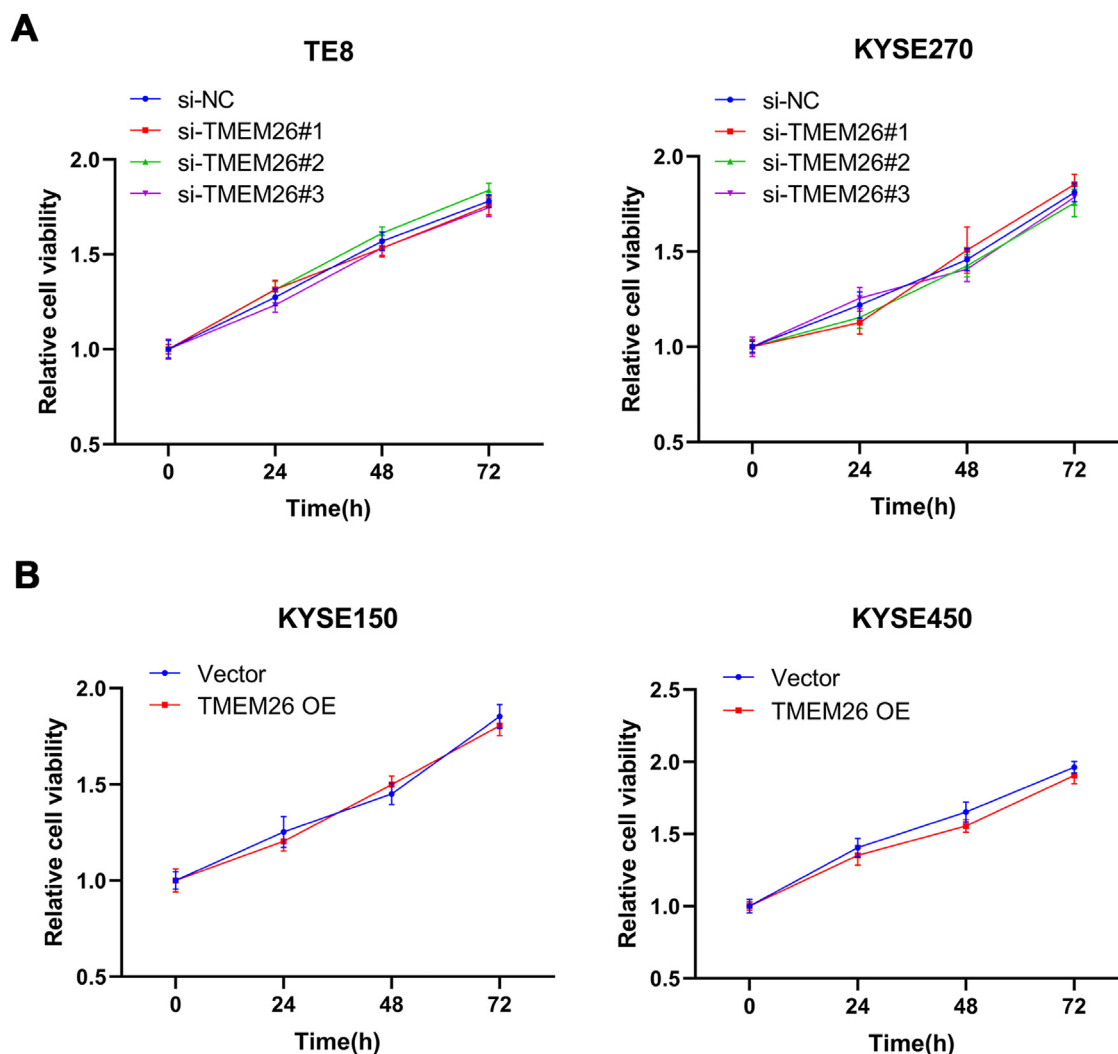 A
TE8
si-NC
si-TMEM26#1
si-TMEM26#2
si-TMEM26#3
2.0
1.5
1.0
0.5
Relative cell viability
0 24 48 72
Time(h)
KYSE270
si-NC
si-TMEM26#1
si-TMEM26#2
si-TMEM26#3
2.0
1.5
1.0
0.5
Relative cell viability
0 24 48 72
Time(h)
B
KYSE150
Vector
TMEM26 OE
2.0
1.5
1.0
0.5
Relative cell viability
0 24 48 72
Time(h)
KYSE450
Vector
TMEM26 OE
2.5
2.0
1.5
1.0
0.5
Relative cell viability
0 24 48 72
Time(h)